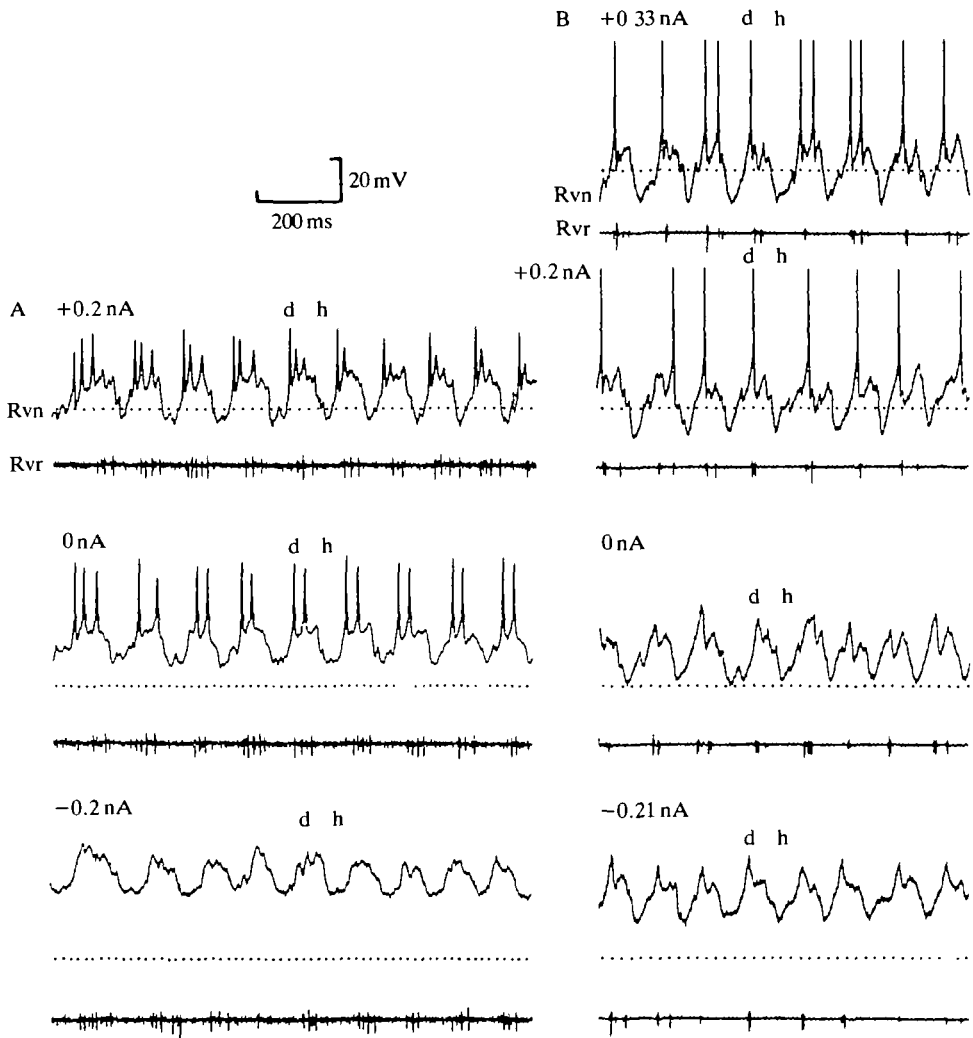 B +0 33 nA d h
20 mV
200 ms
Rvn
Rvr
d h
+0.2 nA
A +0.2 nA d h
Rvn
Rvr
0 nA
d h
0 nA
d h
−0.2 nA
d h
−0.21 nA
d h